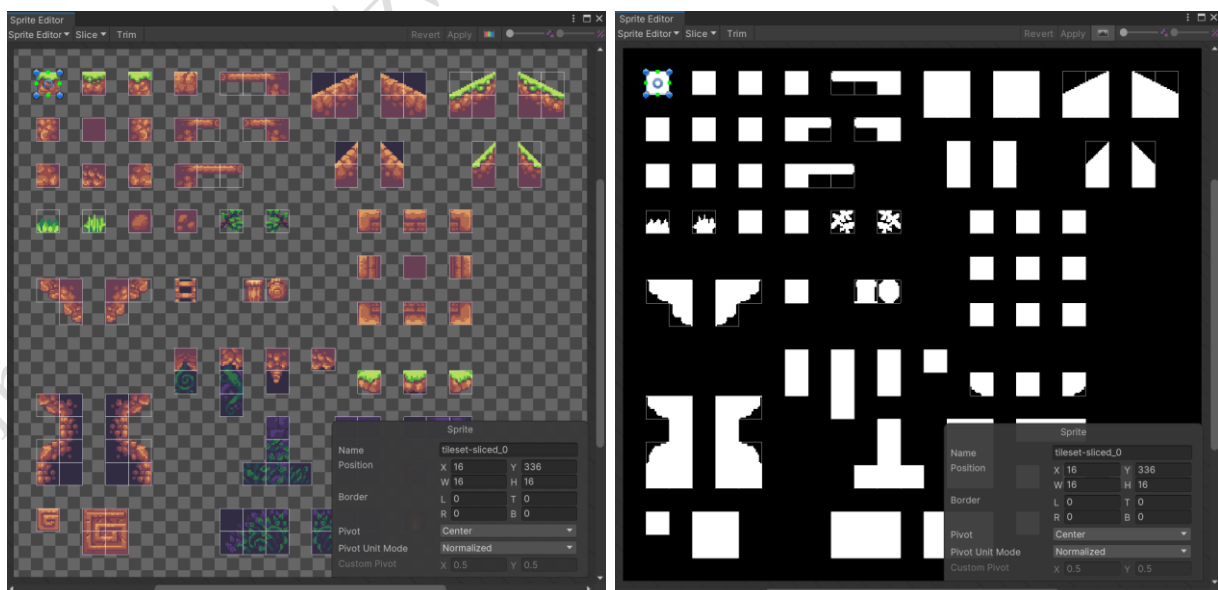 Sprite Editor
Sprite Editor Slice Trim Revert Apply
Sprite
Name tileset-sliced_0
Position X 16 Y 336
W 16 H 16
Border L 0 T 0
R 0 B 0
Pivot Center
Pivot Unit Mode Normalized
Custom Pivot X 0.5 Y 0.5
Sprite Editor
Sprite Editor Slice Trim Revert Apply
Sprite
Name tileset-sliced_0
Position X 16 Y 336
W 16 H 16
Border L 0 T 0
R 0 B 0
Pivot Center
Pivot Unit Mode Normalized
Custom Pivot X 0.5 Y 0.5